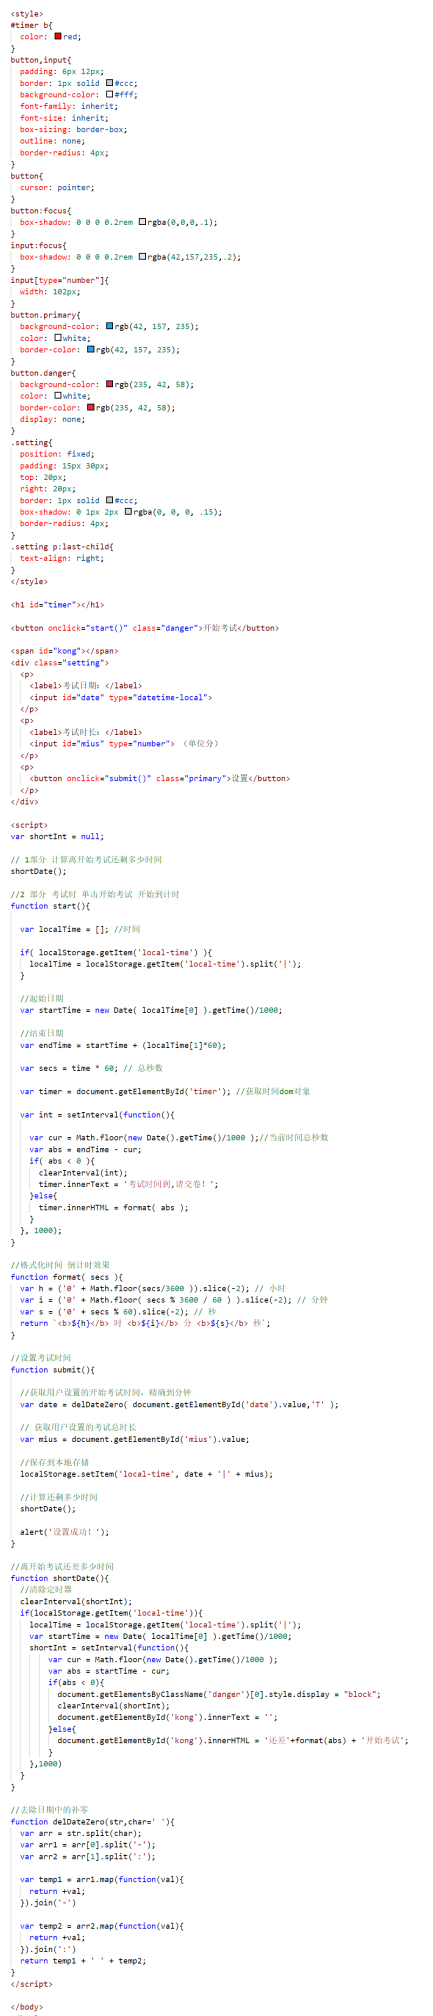 <style>
#timer b{
color: red;
}
button,input{
padding: 6px 12px;
border: 1px solid #ccc;
background-color: #fff;
font-family: inherit;
font-size: inherit;
box-sizing: border-box;
outline: none;
border-radius: 4px;
}
button{
cursor: pointer;
}
button:focus{
box-shadow: 0 0 0 0.2rem rgba(0,0,0,.1);
}
input:focus{
box-shadow: 0 0 0 0.2rem rgba(42,157,235,.2);
}
input[type="number"]{
width: 102px;
}
button.primary{
background-color: rgb(42, 157, 235);
color: white;
border-color: rgb(42, 157, 235);
}
button.danger{
background-color: rgb(235, 42, 58);
color: white;
border-color: rgb(235, 42, 58);
display: none;
}
.setting{
position: fixed;
padding: 15px 30px;
top: 20px;
right: 20px;
border: 1px solid #ccc;
box-shadow: 0 1px 2px rgba(0, 0, 0, .15);
border-radius: 4px;
}
.setting p:last-child{
text-align: right;
}
</style>
<h1 id="timer"></h1>
<button onclick="start()" class="danger">开始考试</button>
<span id="kong"></span>
<div class="setting">
<p>
<label>考试日期：</label>
<input id="date" type="datetime-local">
</p>
<p>
<label>考试时长：</label>
<input id="mius" type="number"> （单位分）
</p>
<p>
<button onclick="submit()" class="primary">设置</button>
</p>
</div>
<script>
var shortInt = null;
// 1部分 计算离开始考试还剩多少时间
shortDate();
//2 部分 考试时 单击开始考试 开始到计时
function start(){
var localTime = []; //时间
if( localStorage.getItem('local-time') ){
localTime = localStorage.getItem('local-time').split('|');
}
//起始日期
var startTime = new Date( localTime[0] ).getTime()/1000;
//结束日期
var endTime = startTime + (localTime[1]*60);
var secs = time * 60; // 总秒数
var timer = document.getElementById('timer'); //获取时间dom对象
var int = setInterval(function(){
var cur = Math.floor(new Date().getTime()/1000 );//当前时间总秒数
var abs = endTime - cur;
if( abs < 0 ){
clearInterval(int);
timer.innerText = '考试时间到,请交卷！';
}else{
timer.innerHTML = format( abs );
}
}, 1000);
}
//格式化时间 倒计时效果
function format( secs ){
var h = ('0' + Math.floor(secs/3600 )).slice(-2); // 小时
var i = ('0' + Math.floor( secs % 3600 / 60 ) ).slice(-2); // 分钟
var s = ('0' + secs % 60).slice(-2); // 秒
return `<b>${h}</b> 时 <b>${i}</b> 分 <b>${s}</b> 秒`;
}
//设置考试时间
function submit(){
//获取用户设置的开始考试时间，精确到分钟
var date = delDateZero( document.getElementById('date').value,'T' );
// 获取用户设置的考试总时长
var mius = document.getElementById('mius').value;
//保存到本地存储
localStorage.setItem('local-time', date + '|' + mius);
//计算还剩多少时间
shortDate();
alert('设置成功！');
}
//离开始考试还差多少时间
function shortDate(){
//清除定时器
clearInterval(shortInt);
if(localStorage.getItem('local-time')){
localTime = localStorage.getItem('local-time').split('|');
var startTime = new Date( localTime[0] ).getTime()/1000;
shortInt = setInterval(function(){
var cur = Math.floor(new Date().getTime()/1000 );
var abs = startTime - cur;
if(abs < 0){
document.getElementsByClassName('danger')[0].style.display = "block";
clearInterval(shortInt);
document.getElementById('kong').innerText = '';
}else{
document.getElementById('kong').innerHTML = '还差'+format(abs) + '开始考试';
}
},1000)
}
}
//去除日期中的补零
function delDateZero(str,char=' '){
var arr = str.split(char);
var arr1 = arr[0].split('-');
var arr2 = arr[1].split(':');
var temp1 = arr1.map(function(val){
return +val;
}).join('-')
var temp2 = arr2.map(function(val){
return +val;
}).join(':')
return temp1 + ' ' + temp2;
}
</script>
</body>